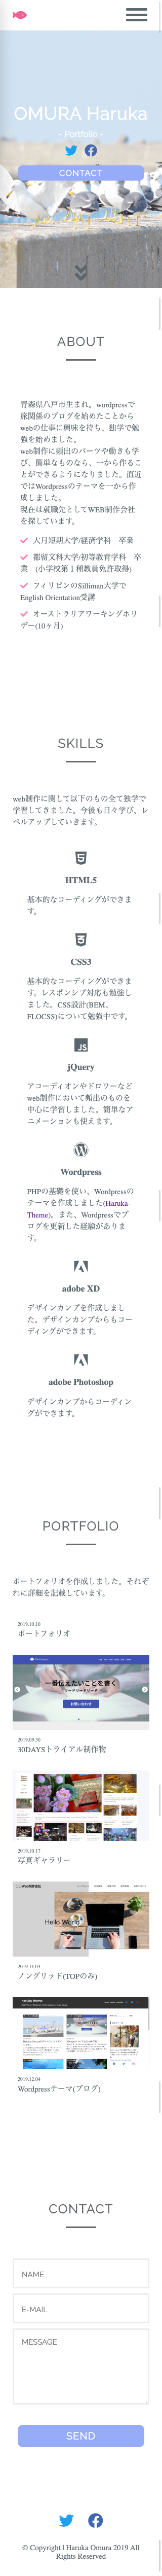 OMURA Haruka
- Portfolio -
CONTACT
ABOUT
青森県八戸市生まれ。wordpressで
旅関係のブログを始めたことから
webの仕事に興味を持ち、独学で勉
強を始めました。
web制作に頻出のパーツや動きも学
び、簡単なものなら、一から作るこ
とができるようになりました。直近
ではWordpressのテーマを一から作
成しました。
現在は就職先としてWEB制作会社
を探しています。
大月短期大学/経済学科 卒業
都留文科大学/初等教育学科 卒
業 (小学校第１種教員免許取得)
フィリピンのSilliman大学で
English Orientation受講
オーストラリアワーキングホリ
デー(10ヶ月)
SKILLS
web制作に関して以下のもの全て独学で
学習してきました。今後も日々学び、レ
ベルアップしていきます。
HTML5
基本的なコーディングができま
す。
CSS3
基本的なコーディングができま
す。レスポンシブ対応も勉強し
ました。CSS設計(BEM、
FLOCSS)について勉強中です。
JS
jQuery
アコーディオンやドロワーなど
web制作において頻出のものを
中心に学習しました。簡単なア
ニメーションも使えます。
Wordpress
PHPの基礎を使い、Wordpressの
テーマを作成しました(Haruka-
Theme)。また、Wordpressでブ
ログを更新した経験がありま
す。
adobe XD
デザインカンプを作成しまし
た。デザインカンプからもコー
ディングができます。
adobe Photoshop
デザインカンプからコーディン
グができます。
PORTFOLIO
ポートフォリオを作成しました。それぞ
れに詳細を記載しています。
2019.10.10
ポートフォリオ
一番伝えたいことを書く
お問い合わせ
2019.09.30
30DAYSトライアル制作物
2019.10.17
写真ギャラリー
Hello World
2019.11.03
ノングリッド(TOPのみ)
2019.12.04
Wordpressテーマ(ブログ)
CONTACT
NAME
E-MAIL
MESSAGE
SEND
© Copyright | Haruka Omura 2019 All
Rights Reserved